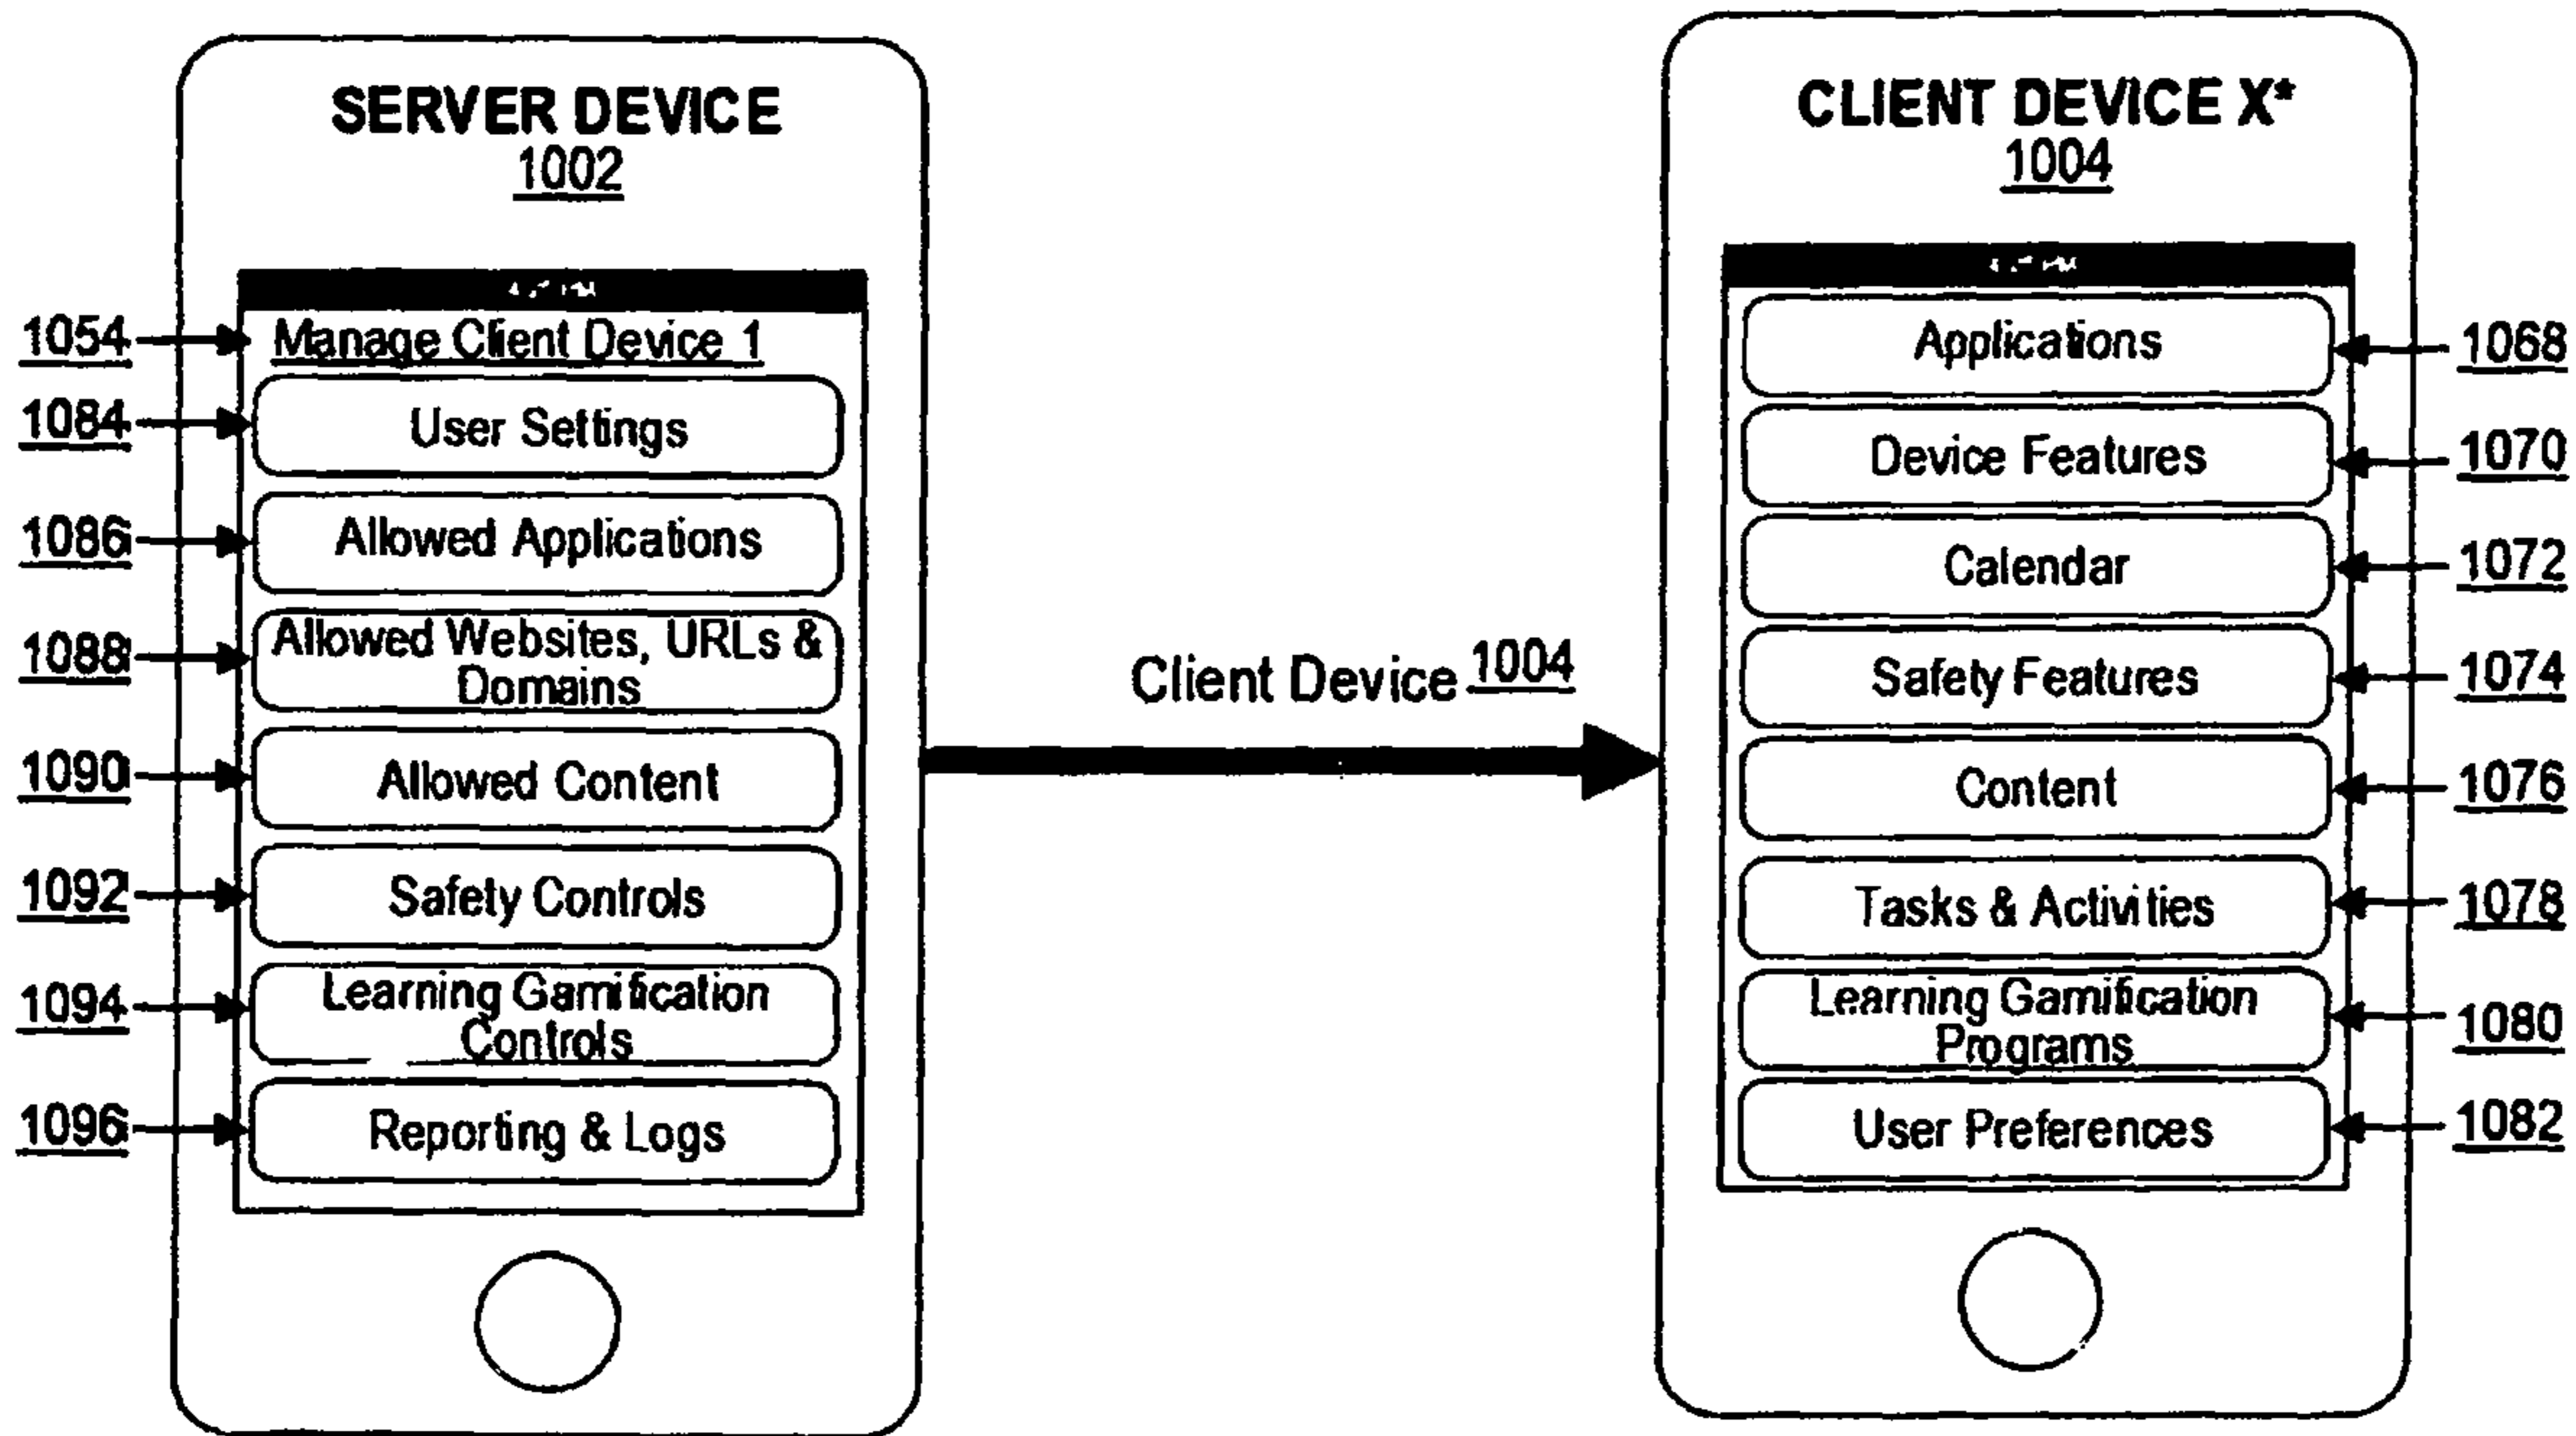 SERVER DEVICE
1002
1054
Manage Client Device 1
1084
User Settings
1086
Allowed Applications
1088
Allowed Websites, URLs &
Domains
1090
Allowed Content
1092
Safety Controls
1094
Learning Gamification
Controls
1096
Reporting & Logs
Client Device 1004
CLIENT DEVICE X*
1004
Applications
1068
Device Features
1070
Calendar
1072
Safety Features
1074
Content
1076
Tasks & Activities
1078
Learning Gamification
Programs
1080
User Preferences
1082